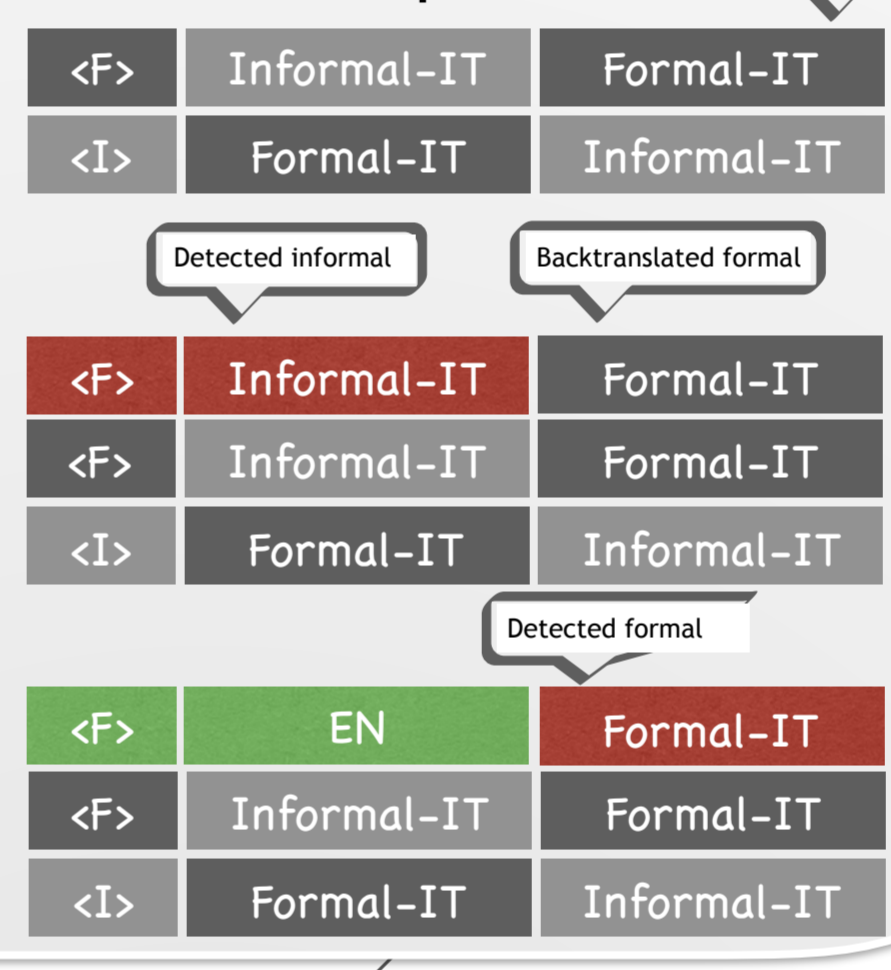 <F> Informal-IT Formal-IT
<I> Formal-IT Informal-IT
Detected informal Backtranslated formal
<F> Informal-IT Formal-IT
<F> Informal-IT Formal-IT
<I> Formal-IT Informal-IT
Detected formal
<F> EN Formal-IT
<F> Informal-IT Formal-IT
<I> Formal-IT Informal-IT